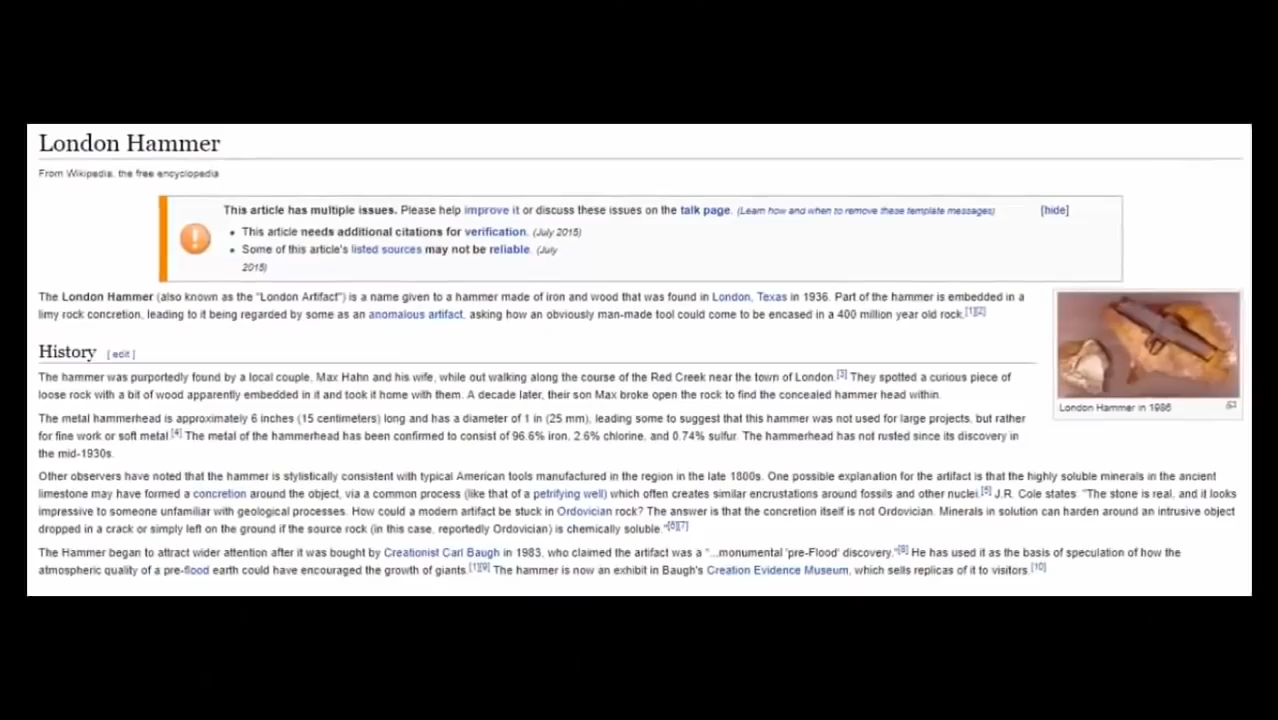 London Hammer
From Wikipedia, the free encyclopedia
This article has multiple issues. Please help improve it or discuss these issues on the talk page. (Learn how and when to remove these template messages) [hide]
• This article needs additional citations for verification. (July 2015)
• Some of this article's listed sources may not be reliable. (July
2015)
The London Hammer (also known as the "London Artifact") is a name given to a hammer made of iron and wood that was found in London, Texas in 1936. Part of the hammer is embedded in a
limy rock concretion, leading to it being regarded by some as an anomalous artifact, asking how an obviously man-made tool could come to be encased in a 400 million year old rock.[1][2]
London Hammer in 1986
History [ edit ]
The hammer was purportedly found by a local couple, Max Hahn and his wife, while out walking along the course of the Red Creek near the town of London.[3] They spotted a curious piece of
loose rock with a bit of wood apparently embedded in it and took it home with them. A decade later, their son Max broke open the rock to find the concealed hammer head within.
The metal hammerhead is approximately 6 inches (15 centimeters) long and has a diameter of 1 in (25 mm), leading some to suggest that this hammer was not used for large projects, but rather
for fine work or soft metal.[4] The metal of the hammerhead has been confirmed to consist of 96.6% iron, 2.6% chlorine, and 0.74% sulfur. The hammerhead has not rusted since its discovery in
the mid-1930s.
Other observers have noted that the hammer is stylistically consistent with typical American tools manufactured in the region in the late 1800s. One possible explanation for the artifact is that the highly soluble minerals in the ancient
limestone may have formed a concretion around the object, via a common process (like that of a petrifying well) which often creates similar encrustations around fossils and other nuclei.[5] J.R. Cole states: "The stone is real, and it looks
impressive to someone unfamiliar with geological processes. How could a modern artifact be stuck in Ordovician rock? The answer is that the concretion itself is not Ordovician. Minerals in solution can harden around an intrusive object
dropped in a crack or simply left on the ground if the source rock (in this case, reportedly Ordovician) is chemically soluble."[6][7]
The Hammer began to attract wider attention after it was bought by Creationist Carl Baugh in 1983, who claimed the artifact was a "...monumental 'pre-Flood' discovery."[8] He has used it as the basis of speculation of how the
atmospheric quality of a pre-flood earth could have encouraged the growth of giants.[1][9] The hammer is now an exhibit in Baugh's Creation Evidence Museum, which sells replicas of it to visitors.[10]